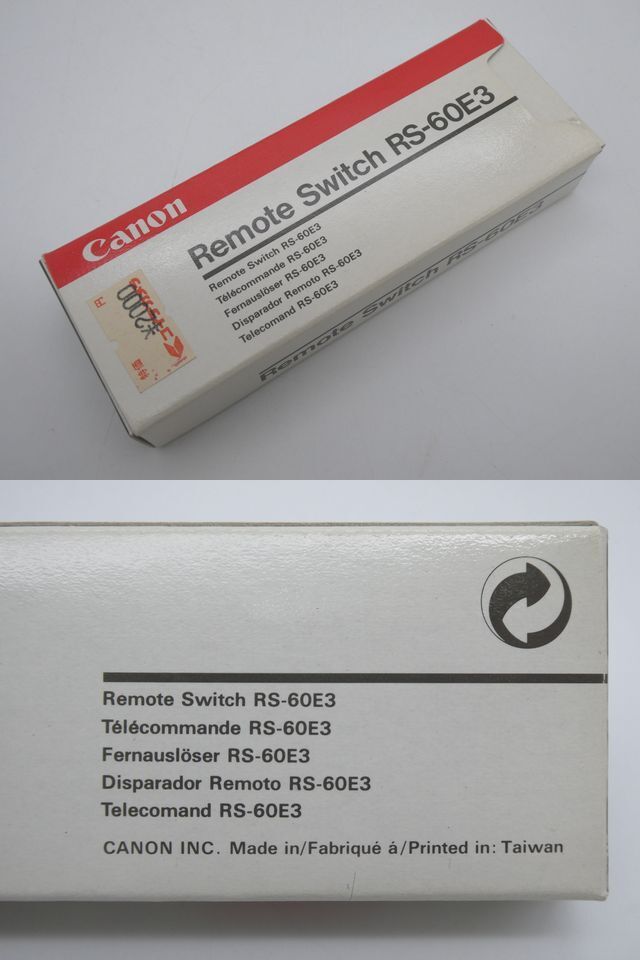 Canon
Remote Switch RS-60E3
Remote Switch RS-60E3
Télécommande RS-60E3
Fernauslöser RS-60E3
Disparador Remoto RS-60E3
Telecomand RS-60E3
¥2000
円
Remote Switch RS-60E3
Remote Switch RS-60E3
Télécommande RS-60E3
Fernauslöser RS-60E3
Disparador Remoto RS-60E3
Telecomand RS-60E3
CANON INC. Made in/Fabriqué á/Printed in: Taiwan